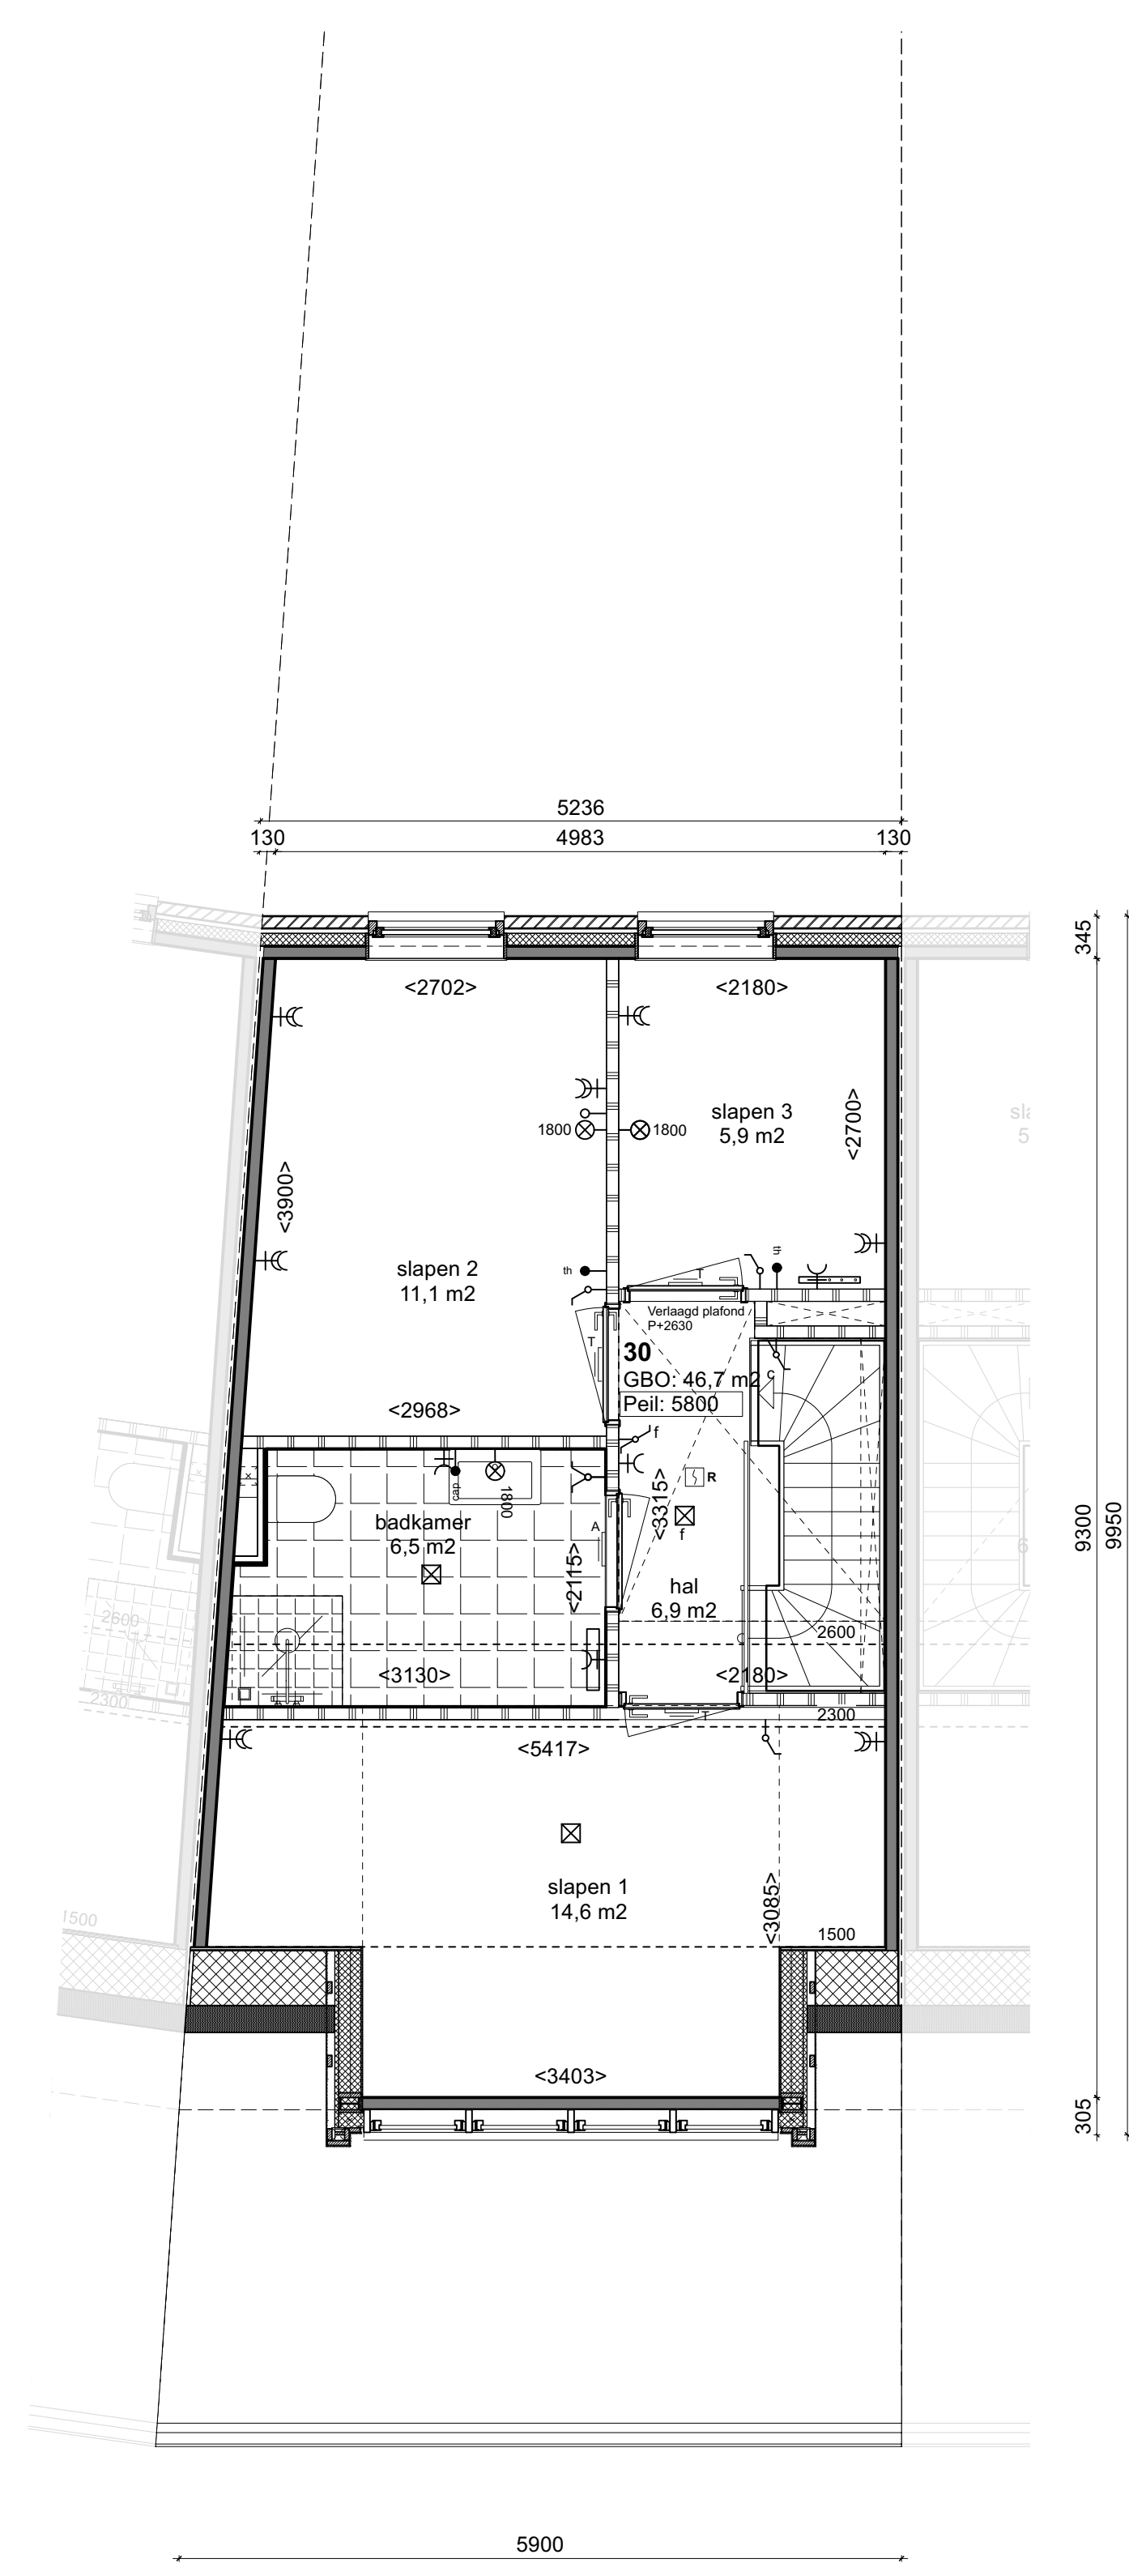 5236
130
4983
130
345
<2702>
<2180>
slapen 3
5,9 m2
<2700>
1800
1800
<3900>
slapen 2
11,1 m2
th
th
T
Verlaagd plafond
P+2630
T
30
GBO: 46,7 m2
c
Peil: 5800
<2968>
f
R
cap
1800
badkamer
6,5 m2
A
<2115>
<3315>
f
hal
6,9 m2
9300
9950
2600
2600
<3130>
<2180>
2300
2300
T
<5417>
slapen 1
14,6 m2
<3085>
1500
1500
<3403>
305
5900